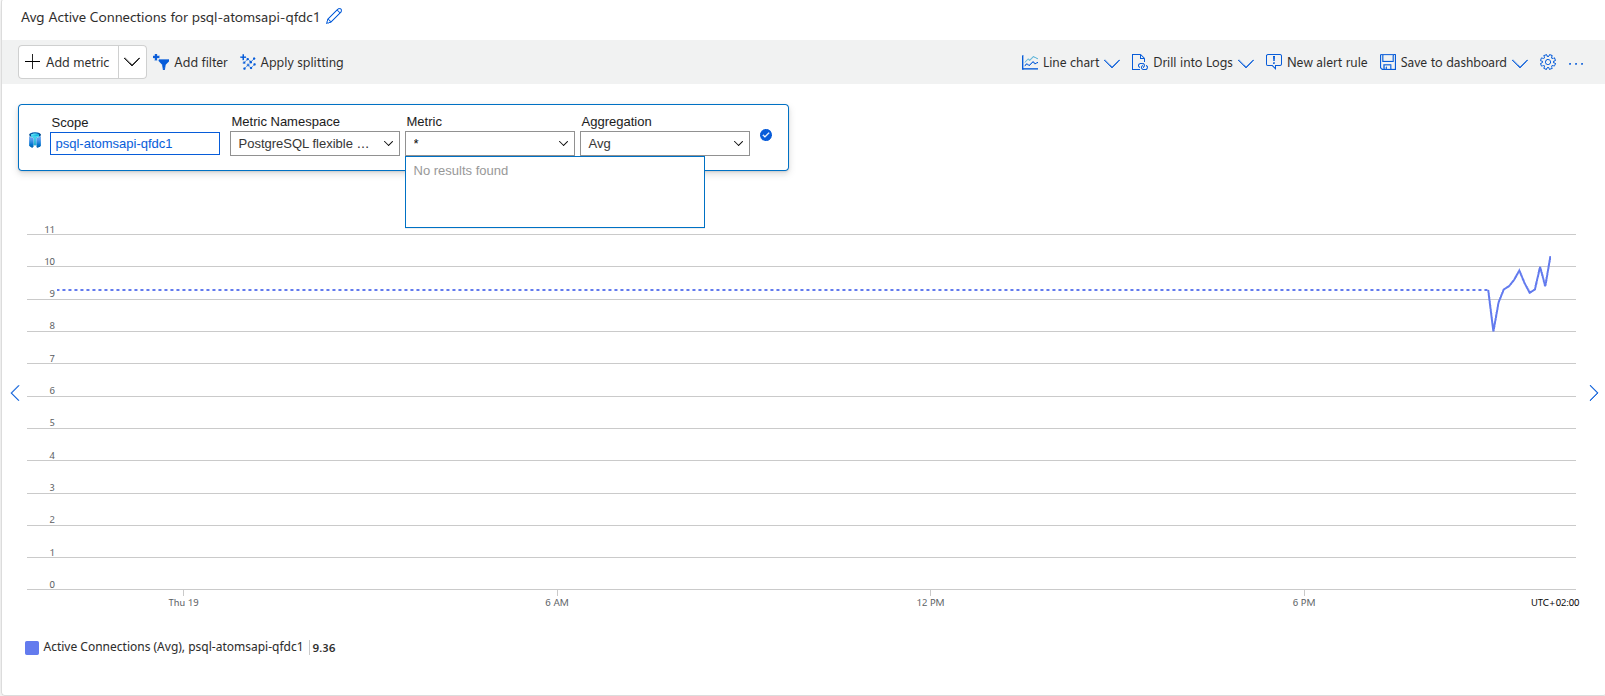 Avg Active Connections for psql-atomsapi-qfdc1
Add metric Add filter Apply splitting Line chart Drill into Logs New alert rule Save to dashboard ...
Scope Metric Namespace Metric Aggregation
psql-atomsapi-qfdc1 PostgreSQL flexible ... * Avg
No results found
11
10
9
8
7
6
5
4
3
2
1
0
Thu 19 6 AM 12 PM 6 PM UTC+02:00
Active Connections (Avg), psql-atomsapi-qfdc1 9.36